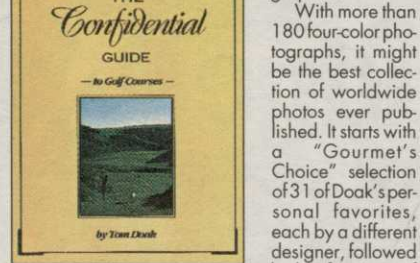 THE
Confidential
GUIDE
— to Golf Courses —
by Tom Doak
With more than
180 four-color pho-
tographs, it might
be the best collec-
tion of worldwide
photos ever pub-
lished. It starts with
a "Gourmet's
Choice" selection
of 31 of Doak's per-
sonal favorites,
each by a different
designer, followed